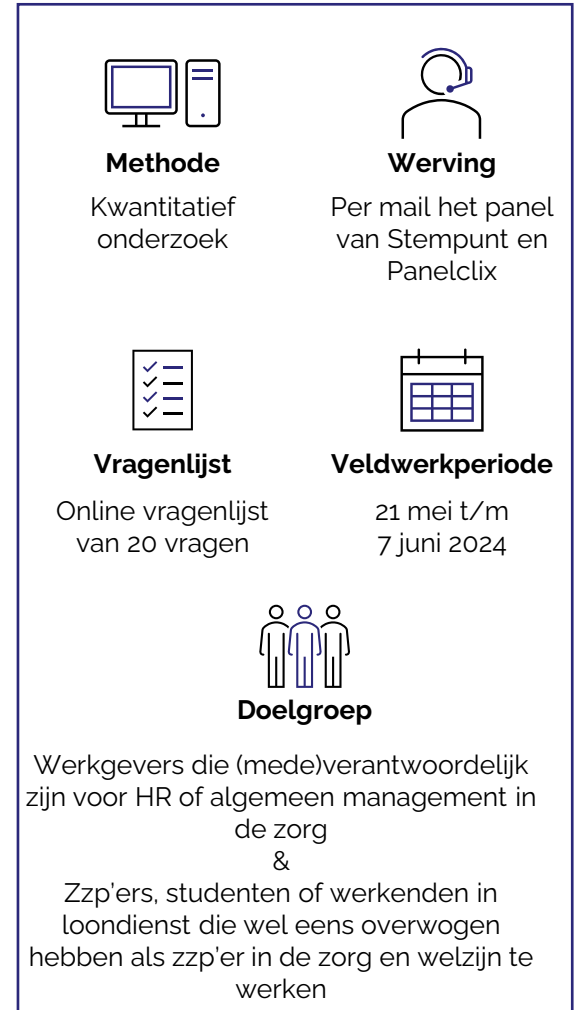 Methode
Kwantitatief
onderzoek
Werving
Per mail het panel
van Stempunt en
Panelclix
Vragenlijst
Online vragenlijst
van 20 vragen
Veldwerkperiode
21 mei t/m
7 juni 2024
Doelgroep
Werkgevers die (mede)verantwoordelijk
zijn voor HR of algemeen management in
de zorg
&
Zzp'ers, studenten of werkenden in
loondienst die wel eens overwogen
hebben als zzp'er in de zorg en welzijn te
werken